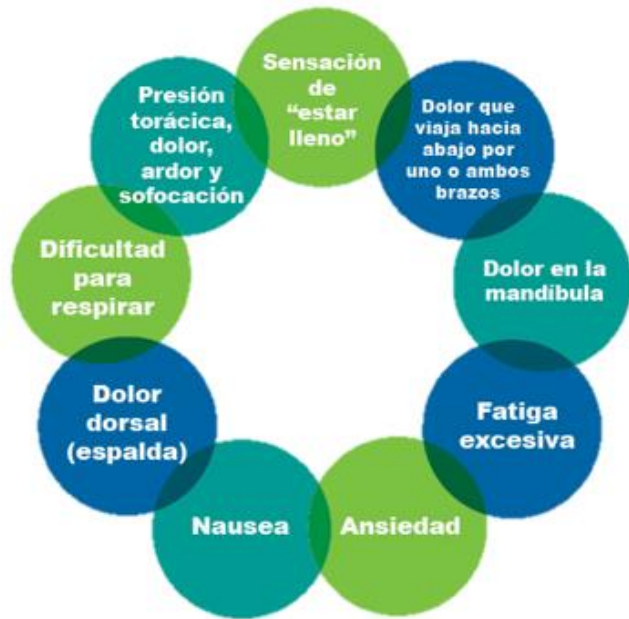 Sensación
de
“estar
lleno”
Dolor que
viaja hacia
abajo por
uno o ambos
brazos
Dolor en la
mandíbula
Fatiga
excesiva
Ansiedad
Nausea
Dolor
dorsal
(espalda)
Dificultad
para
respirar
Presión
torácica,
dolor,
ardor y
sofocación